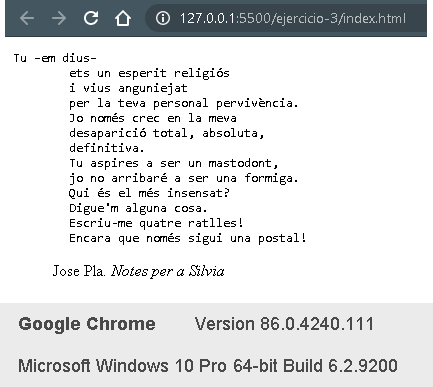 127.0.0.1:5500/ejercicio-3/index.html
Tu -em dius-
ets un esperit religiós
i vius anguniejat
per la teva personal pervivència.
Jo només crec en la meva
desaparició total, absoluta,
definitiva.
Tu aspires a ser un mastodont,
jo no arribaré a ser una formiga.
Qui és el més insensat?
Digue'm alguna cosa.
Escriu-me quatre ratlles!
Encara que només sigui una postal!
Jose Pla. Notes per a Sílvia
Google Chrome Version 86.0.4240.111
Microsoft Windows 10 Pro 64-bit Build 6.2.9200